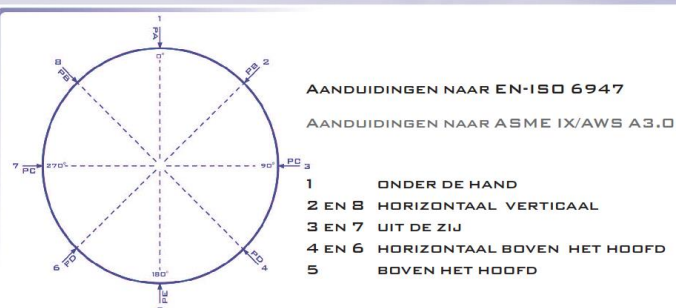 1
PA
0°
8
PB
PB 2
7 PC 270°
90° PC 3
6 PD
PD 4
180°
PE
AANDUIDINGEN NAAR EN-ISO 6947
AANDUIDINGEN NAAR ASME IX/AWS A3.0
1 ONDER DE HAND
2 EN 8 HORIZONTAAL VERTICAAL
3 EN 7 UIT DE ZIJ
4 EN 6 HORIZONTAAL BOVEN HET HOOFD
5 BOVEN HET HOOFD